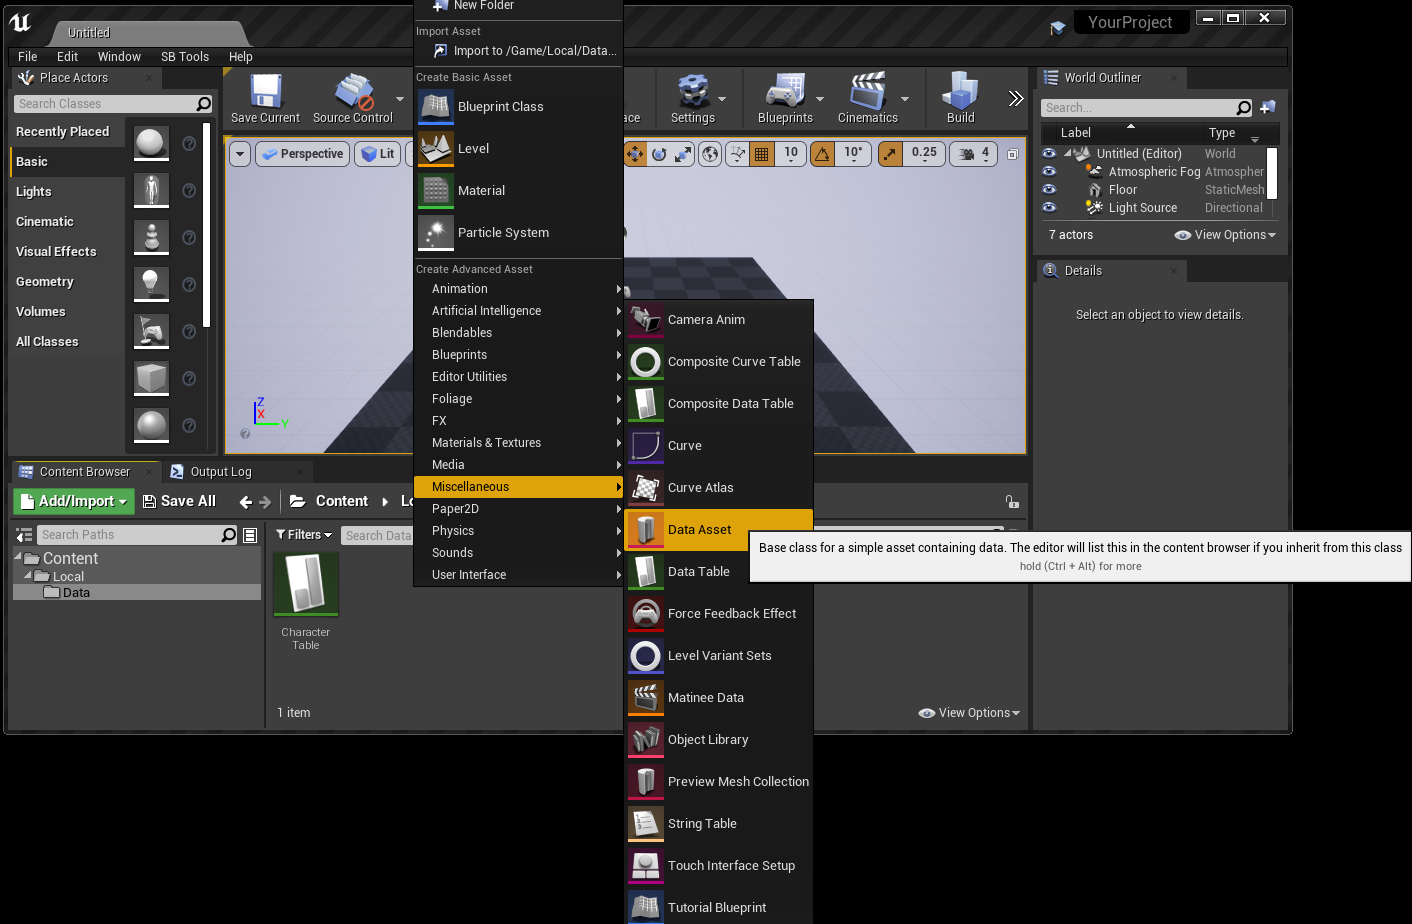 New Folder
Untitled
YourProject
File Edit Window SB Tools Help
Import Asset
Import to /Game/Local/Data...
Place Actors
Search Classes
Recently Placed
Basic
Lights
Cinematic
Visual Effects
Geometry
Volumes
All Classes
Save Current
Source Control
Settings
Blueprints
Cinematics
Build
Perspective
Lit
10
10°
0.25
4
Create Basic Asset
Blueprint Class
Level
Material
Particle System
Create Advanced Asset
Animation
Artificial Intelligence
Blendables
Blueprints
Editor Utilities
Foliage
FX
Materials & Textures
Media
Miscellaneous
Paper2D
Physics
Sounds
User Interface
Camera Anim
Composite Curve Table
Composite Data Table
Curve
Curve Atlas
Data Asset
Data Table
Force Feedback Effect
Level Variant Sets
Matinee Data
Object Library
Preview Mesh Collection
String Table
Touch Interface Setup
Tutorial Blueprint
Base class for a simple asset containing data. The editor will list this in the content browser if you inherit from this class
hold (Ctrl + Alt) for more
World Outliner
Search...
Label Type
Untitled (Editor) World
Atmospheric Fog Atmospher
Floor StaticMesh
Light Source Directional
7 actors
View Options
Details
Select an object to view details.
Z
X
Y
Content Browser
Output Log
Add/Import
Save All
Content
Lo
Search Paths
Filters
Search Data
Content
Local
Data
Character
Table
1 item
View Options